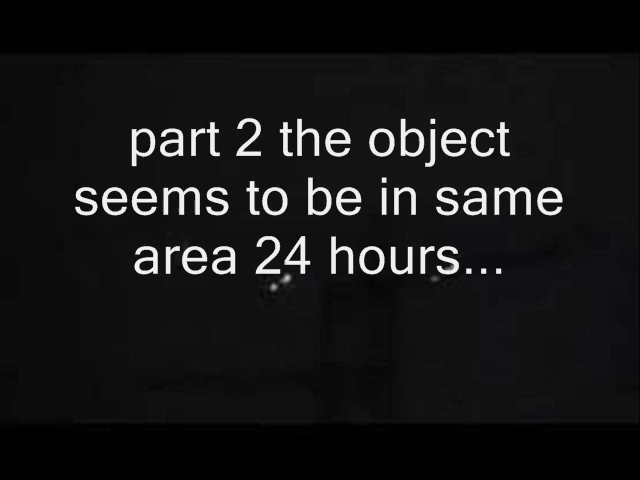 part 2 the object
seems to be in same
area 24 hours...